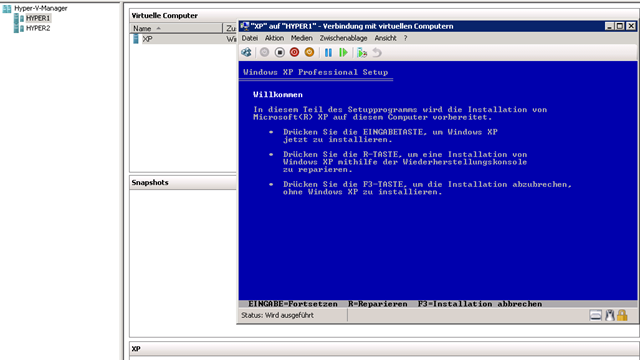 Hyper-V-Manager
HYPER1
HYPER2
Virtuelle Computer
Name
XP
Snapshots
XP
"XP" auf "HYPER1" - Verbindung mit virtuellen Computern
Datei Aktion Medien Zwischenablage Ansicht ?
Windows XP Professional Setup
Willkommen
In diesem Teil des Setupprogramms wird die Installation von
Microsoft(R) XP auf diesem Computer vorbereitet.
• Drücken Sie die EINGABETASTE, um Windows XP
jetzt zu installieren.
• Drücken Sie die R-TASTE, um eine Installation von
Windows XP mithilfe der Wiederherstellungskonsole
zu reparieren.
• Drücken Sie die F3-TASTE, um die Installation abzubrechen,
ohne Windows XP zu installieren.
EINGABE=Fortsetzen R=Reparieren F3=Installation abbrechen
Status: Wird ausgeführt